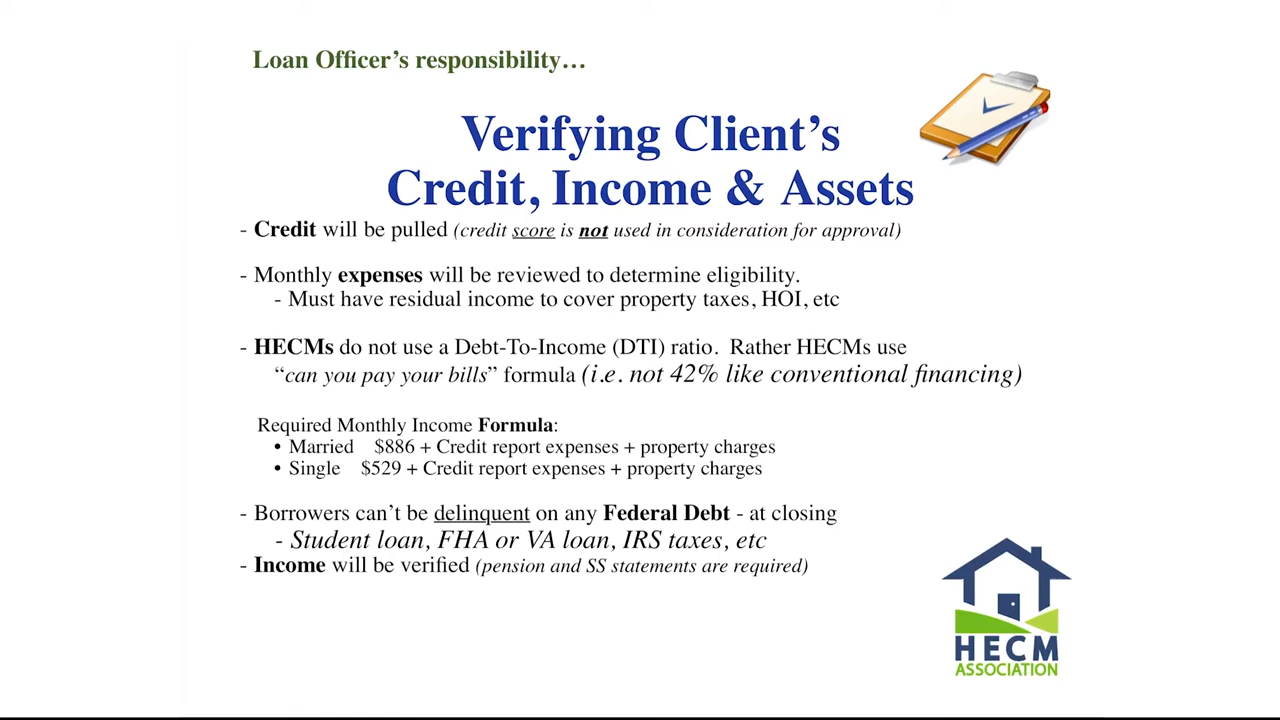 Loan Officer's responsibility…
Verifying Client's
Credit, Income & Assets
- Credit will be pulled (credit score is not used in consideration for approval)
- Monthly expenses will be reviewed to determine eligibility.
- Must have residual income to cover property taxes, HOI, etc
- HECMs do not use a Debt-To-Income (DTI) ratio. Rather HECMs use
"can you pay your bills" formula (i.e. not 42% like conventional financing)
Required Monthly Income Formula:
• Married $886 + Credit report expenses + property charges
• Single $529 + Credit report expenses + property charges
- Borrowers can't be delinquent on any Federal Debt - at closing
- Student loan, FHA or VA loan, IRS taxes, etc
- Income will be verified (pension and SS statements are required)
HECM
ASSOCIATION